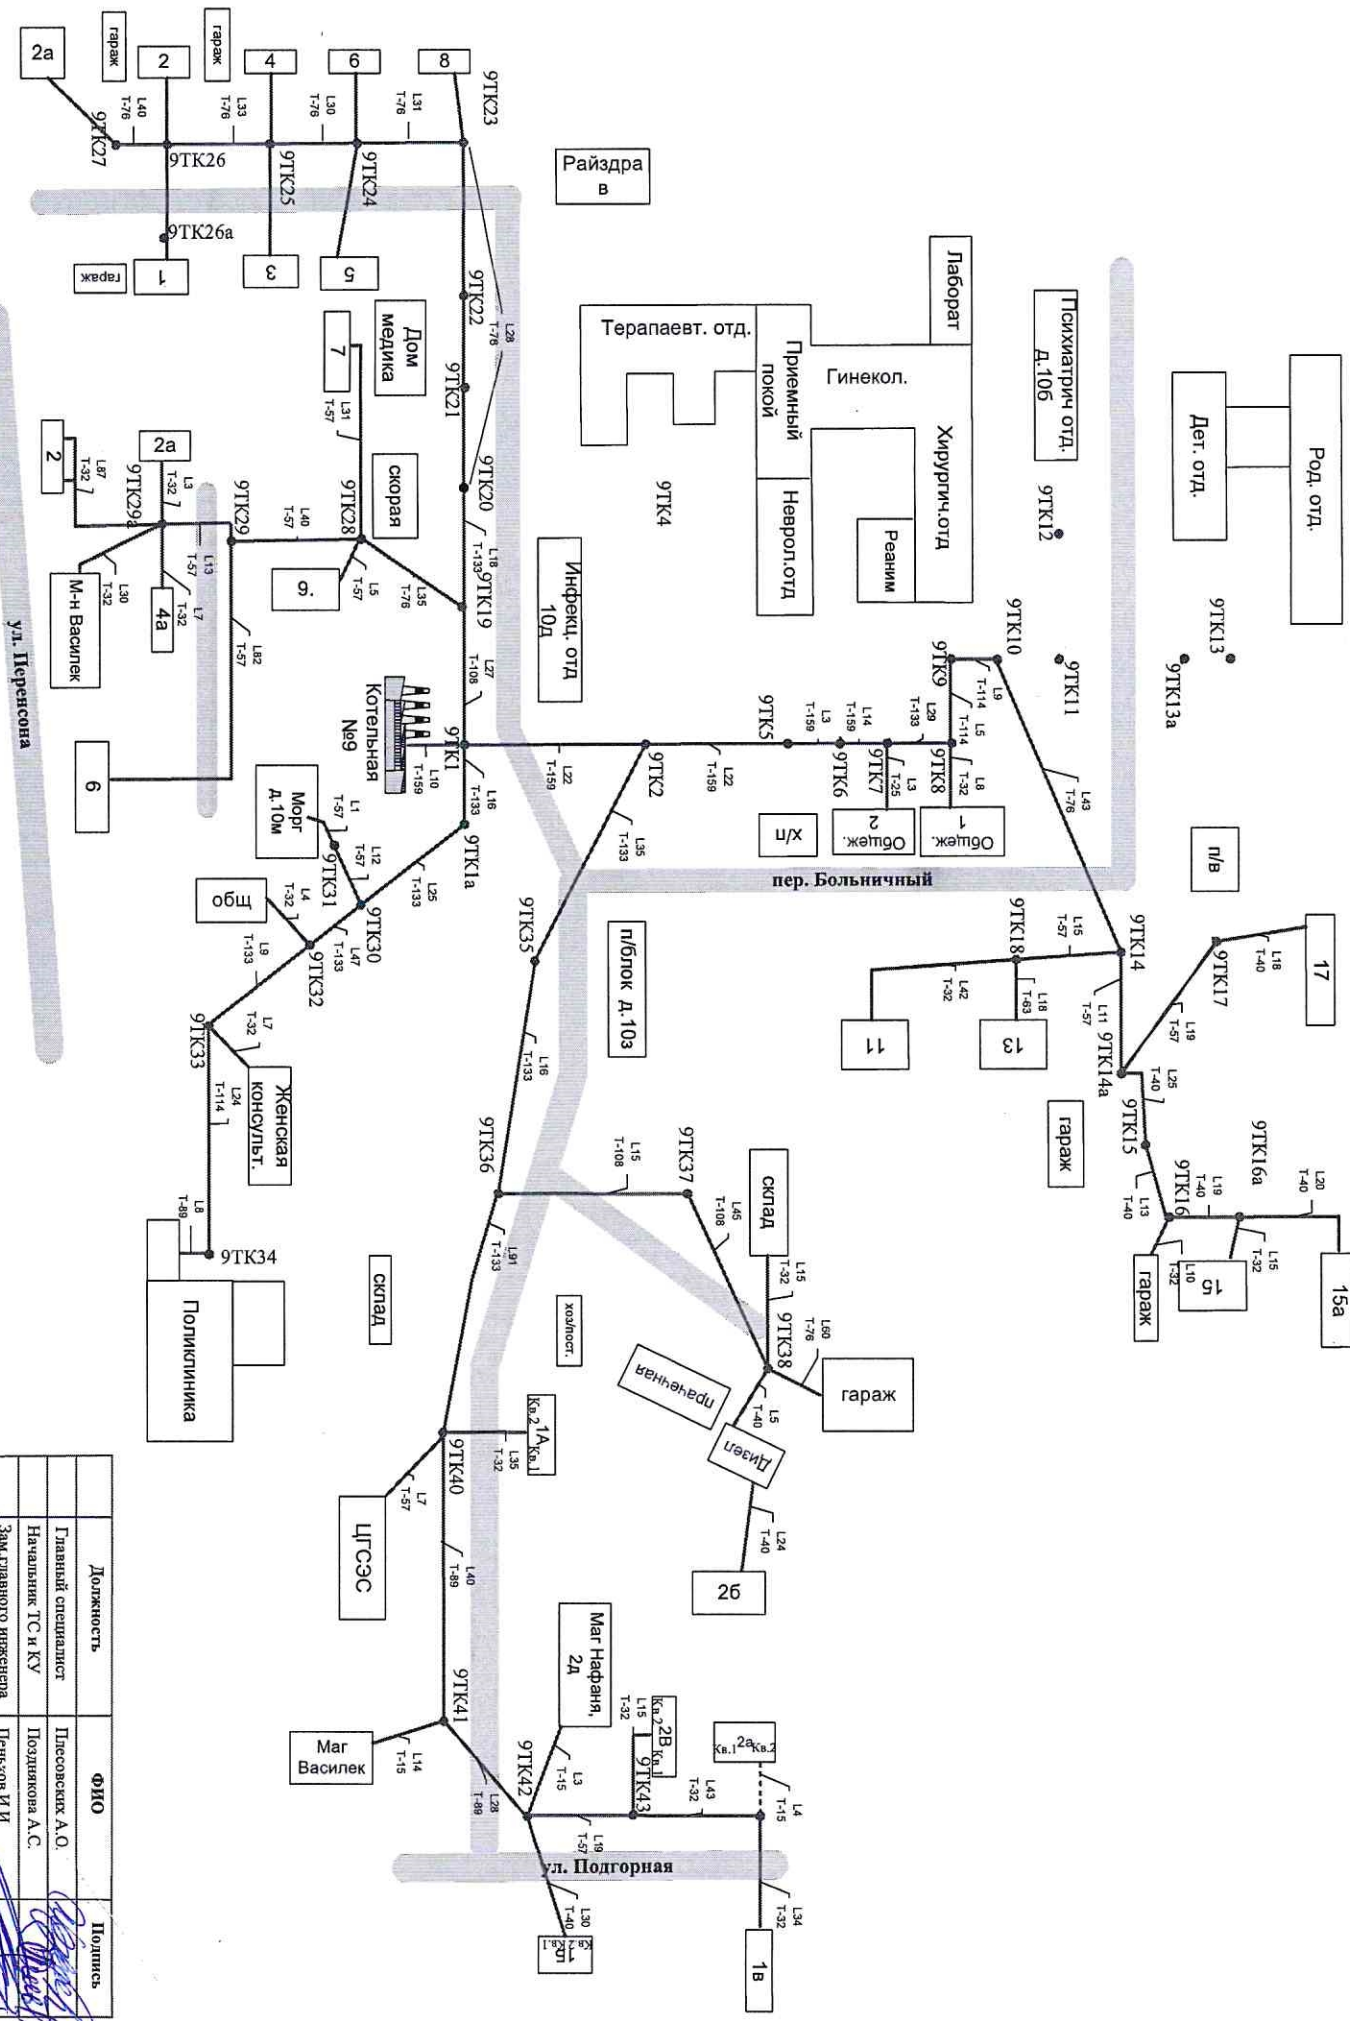 гараж
гараж
2а
2
4
6
8
9ТК23
L40
Т-76
L33
Т-76
L30
Т-76
L31
Т-76
9ТК27
9ТК26
9ТК25
9ТК24
9ТК26а
гараж
1
3
5
Райздра
в
9ТК22
L28
Т-76
9ТК21
9ТК20
Дом
медика
7
L31
Т-57
скорая
9ТК28
L18
Т-133
9ТК19
L35
Т-76
L5
Т-57
6.
L40
Т-57
9ТК29
2а
2
L87
Т-32
L3
Т-32
9ТК29а
L13
Т-57
L7
Т-32
4а
L30
Т-32
М-н Василек
L82
Т-57
6
ул. Перенсона
L27
Т-108
Котельная
№9
L10
Т-159
9ТК1
L16
Т-133
9ТК1а
Инфекц. отд
10д
L22
Т-159
9ТК2
L22
Т-159
Лаборат
Терапаевт. отд.
Приемный
покой
Гинекол.
Хирургич.отд
Неврол.отд
Реаним
9ТК4
Психиатрич отд.
д.10б
9ТК12
Дет. отд.
Род. отд.
9ТК13
9ТК13а
9ТК11
9ТК10
9ТК9
L9
Т-114
L5
Т-114
L29
Т-133
L14
Т-159
L3
Т-159
9ТК5
9ТК6
9ТК7
9ТК8
L3
Т-25
L8
Т-32
х/п
Общеж.
2
Общеж.
1
L43
Т-76
п/в
пер. Больничный
9ТК14
L15
Т-57
9ТК18
L42
Т-32
L18
Т-63
11
13
L11
Т-57
9ТК14а
9ТК17
L18
Т-40
17
L19
Т-57
L25
Т-40
9ТК15
гараж
L13
Т-40
9ТК16
L19
Т-40
9ТК16а
L20
Т-40
L10
Т-32
L15
Т-32
гараж
15
15а
Морг
д.10м
L1
Т-57
9ТК31
L12
Т-57
L25
Т-133
9ТК30
L4
Т-32
общ
L47
Т-133
9ТК32
L9
Т-133
9ТК33
L7
Т-32
Женская
консульт.
L24
Т-114
L8
Т-89
9ТК34
Поликлиника
L35
Т-133
9ТК35
п/блок д.10з
L16
Т-133
9ТК36
L15
Т-108
9ТК37
L45
Т-108
склад
L15
Т-32
9ТК38
L60
Т-76
гараж
прачечная
L5
Т-40
Дизел
L24
Т-40
2б
L91
Т-133
склад
хоз/пост.
Кв.2 1А Кв.1
L35
Т-32
9ТК40
L7
Т-57
ЦГСЭС
L40
Т-89
9ТК41
Маг
Василек
L14
Т-15
L28
Т-89
9ТК42
Маг Нафаня,
2д
L3
Т-15
L15
Т-32
Кв.2 2В Кв.1
9ТК43
L19
Т-57
L43
Т-32
Кв.1 2а Кв.2
L4
Т-15
L34
Т-32
1в
ул. Подгорная
L30
Т-40
Кв.2
Кв.1
Должность ФИО Подпись
Главный специалист Плесовских А.О.
Начальник ТС и КУ Позднякова А.С.
Зам.главного инженера Пеньков И.И